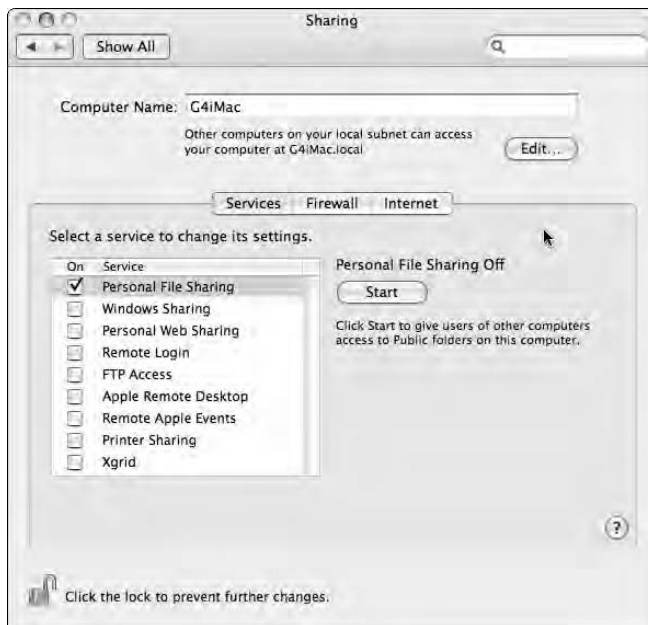 Sharing
Show All
Computer Name: G4iMac
Other computers on your local subnet can access
your computer at G4iMac.local
Edit...
Services Firewall Internet
Select a service to change its settings.
On Service
Personal File Sharing
Windows Sharing
Personal Web Sharing
Remote Login
FTP Access
Apple Remote Desktop
Remote Apple Events
Printer Sharing
Xgrid
Personal File Sharing Off
Start
Click Start to give users of other computers
access to Public folders on this computer.
?
Click the lock to prevent further changes.